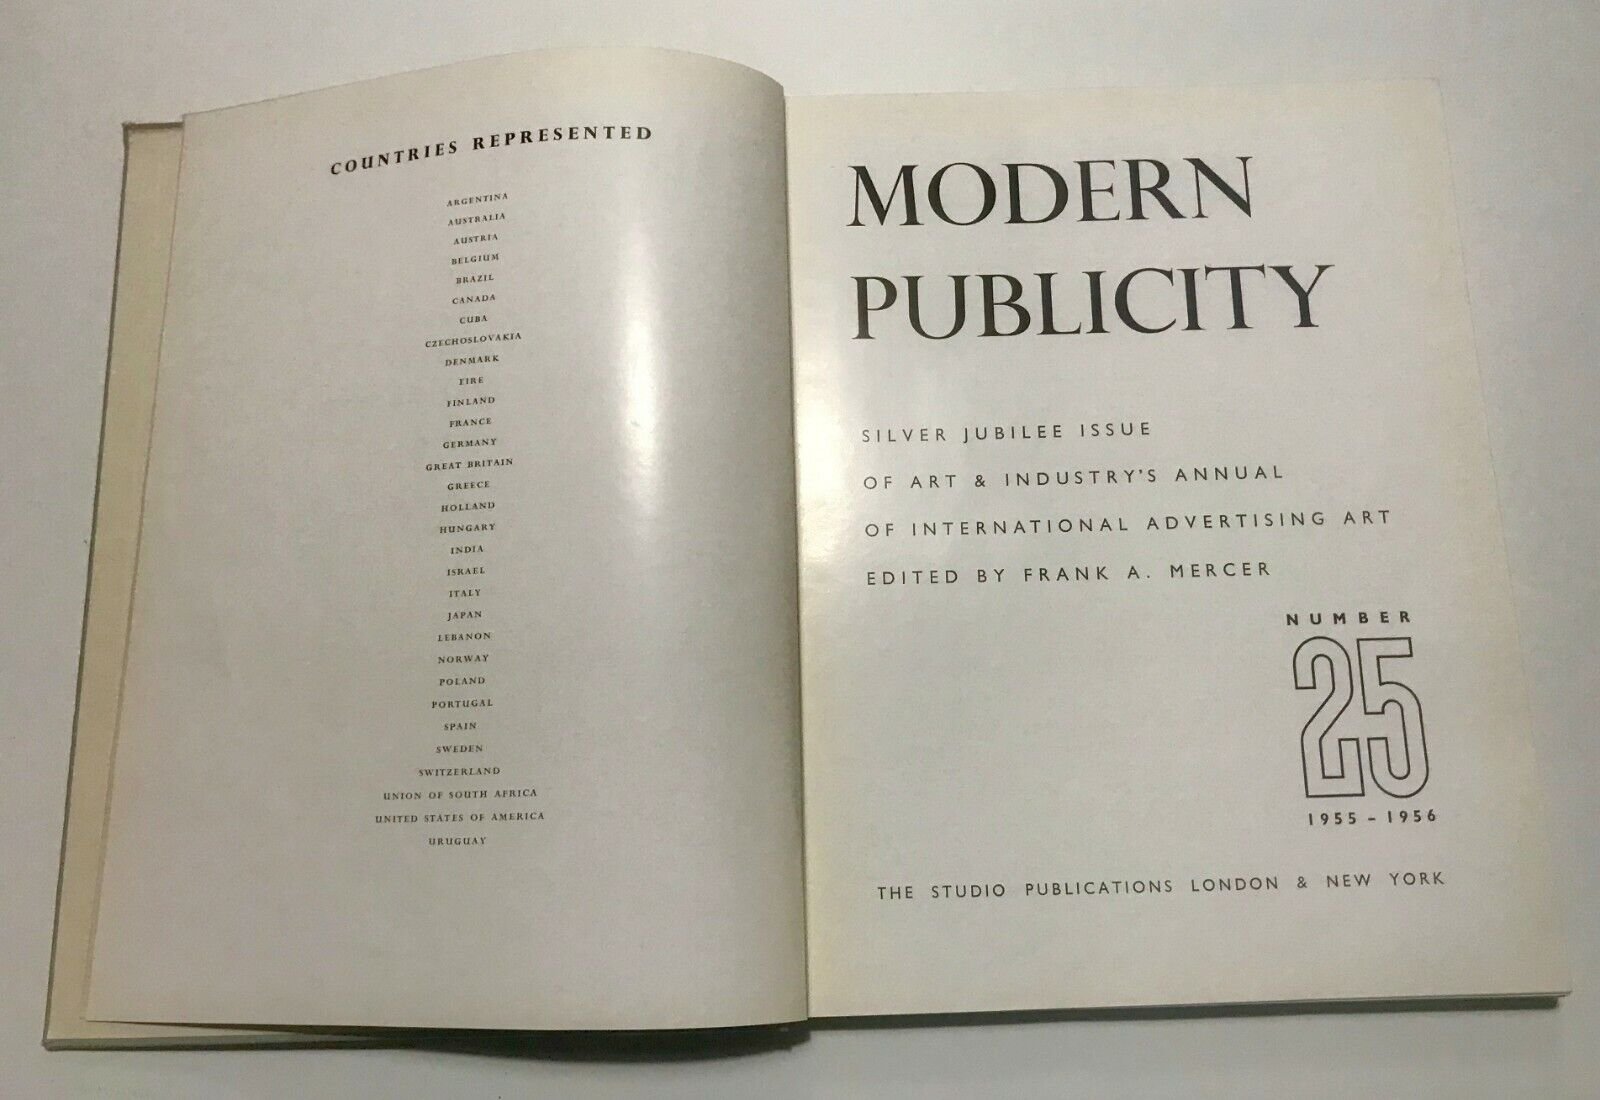 COUNTRIES REPRESENTED
ARGENTINA
AUSTRALIA
AUSTRIA
BELGIUM
BRAZIL
CANADA
CUBA
CZECHOSLOVAKIA
DENMARK
EIRE
FINLAND
FRANCE
GERMANY
GREAT BRITAIN
GREECE
HOLLAND
HUNGARY
INDIA
ISRAEL
ITALY
JAPAN
LEBANON
NORWAY
POLAND
PORTUGAL
SPAIN
SWEDEN
SWITZERLAND
UNION OF SOUTH AFRICA
UNITED STATES OF AMERICA
URUGUAY
MODERN
PUBLICITY
SILVER JUBILEE ISSUE
OF ART & INDUSTRY'S ANNUAL
OF INTERNATIONAL ADVERTISING ART
EDITED BY FRANK A. MERCER
NUMBER
25
1955 - 1956
THE STUDIO PUBLICATIONS LONDON & NEW YORK